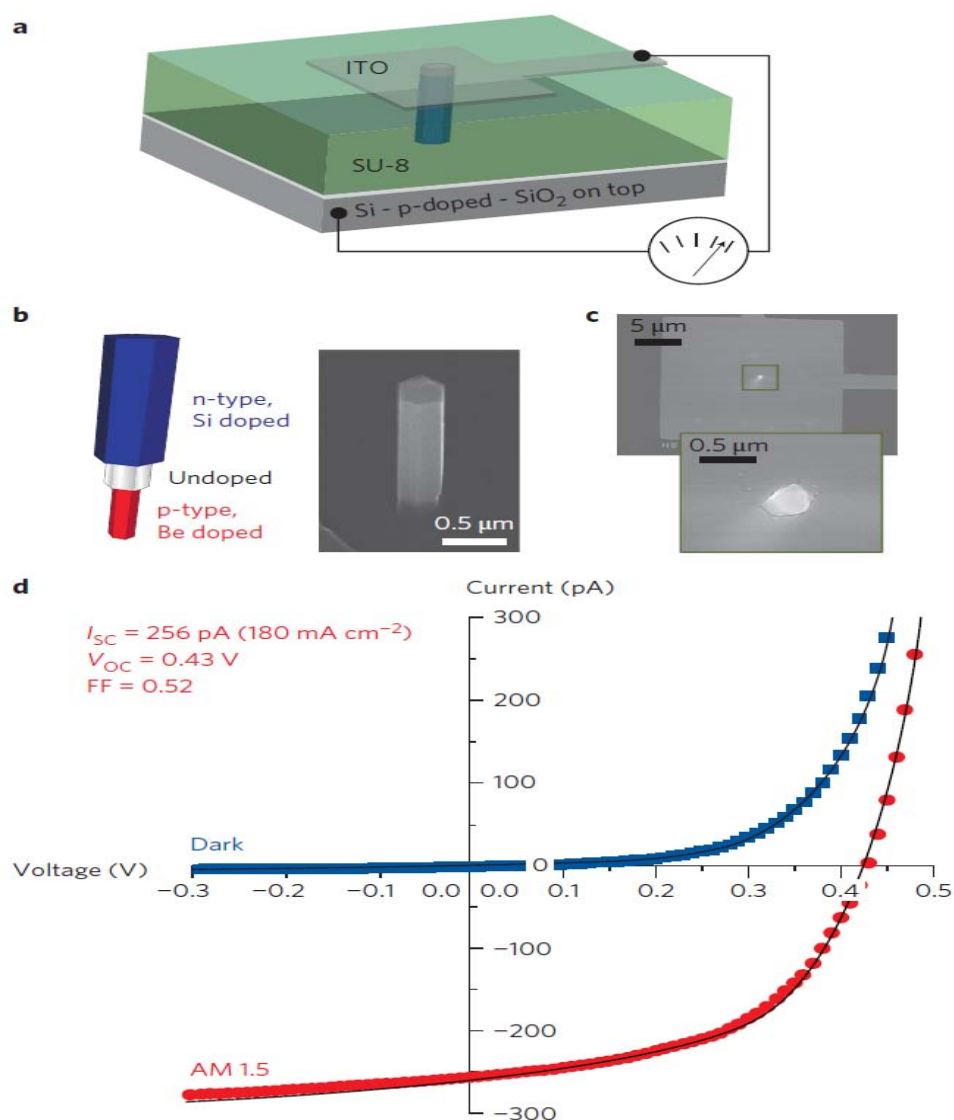 a
ITO
SU-8
Si - p-doped - SiO₂ on top
b
n-type,
Si doped
Undoped
p-type,
Be doped
0.5 μm
c
5 μm
0.5 μm
d
Current (pA)
I_SC = 256 pA (180 mA cm⁻²)
V_OC = 0.43 V
FF = 0.52
300
200
100
Dark
Voltage (V)
0
−0.3
−0.2
−0.1
0.0
0.0
0.1
0.2
0.3
0.4
0.5
−100
−200
AM 1.5
−300